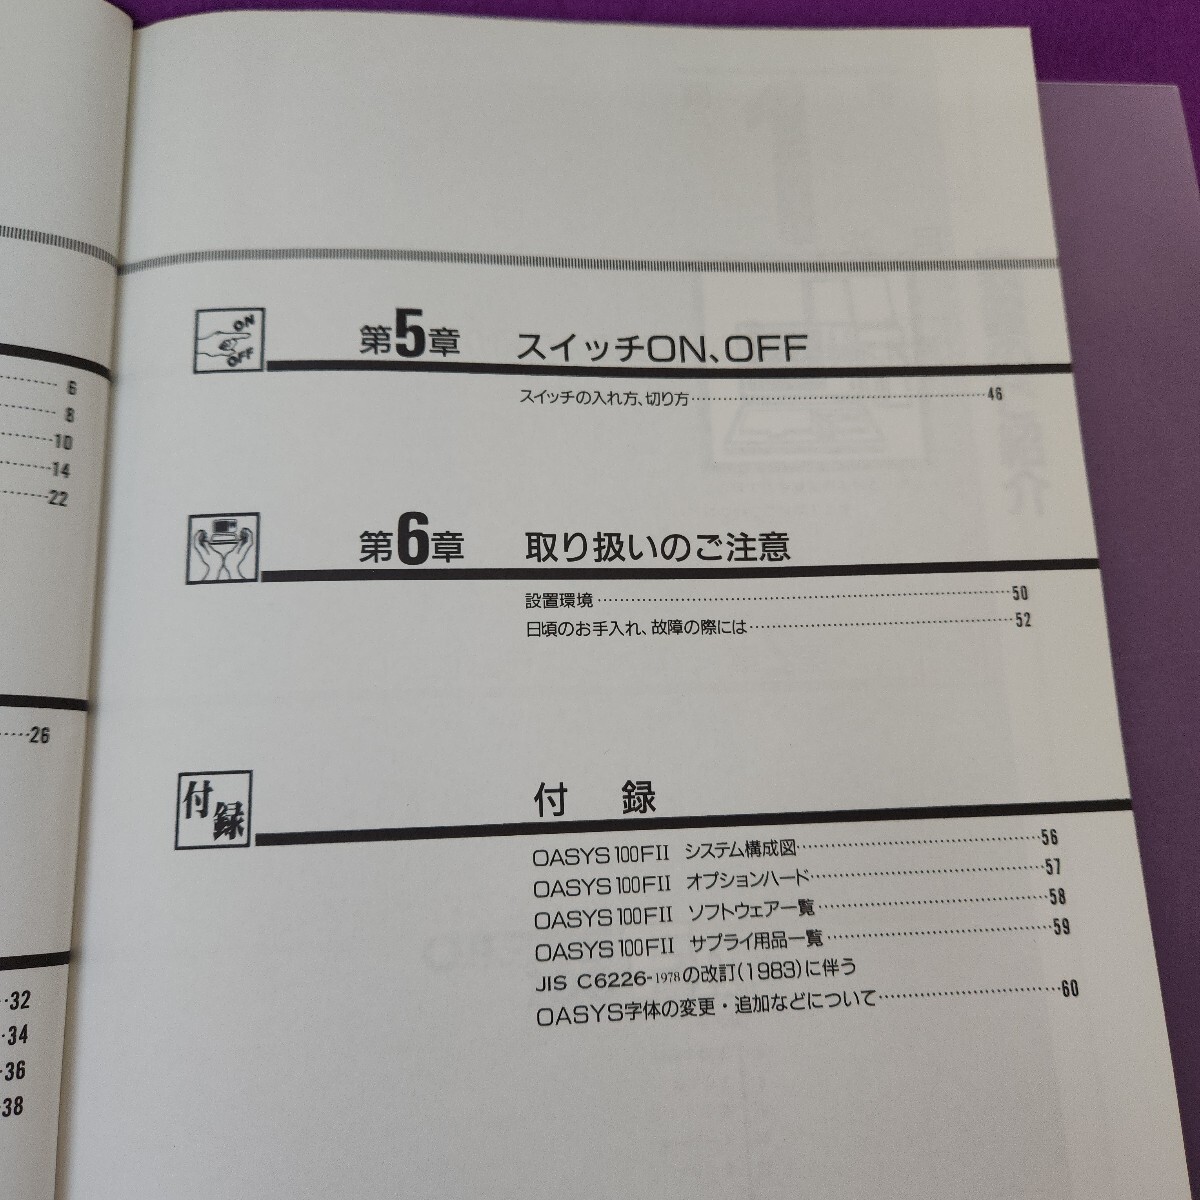 6
8
10
14
22
26
32
34
36
38
ON
OFF
第5章 スイッチON、OFF
スイッチの入れ方、切り方……46
第6章 取り扱いのご注意
設置環境……50
日頃のお手入れ、故障の際には……52
付録
付 録
OASYS 100FII システム構成図……56
OASYS 100FII オプションハード……57
OASYS 100FII ソフトウェア一覧……58
OASYS 100FII サプライ用品一覧……59
JIS C6226-1978の改訂(1983)に伴う
OASYS字体の変更・追加などについて……60